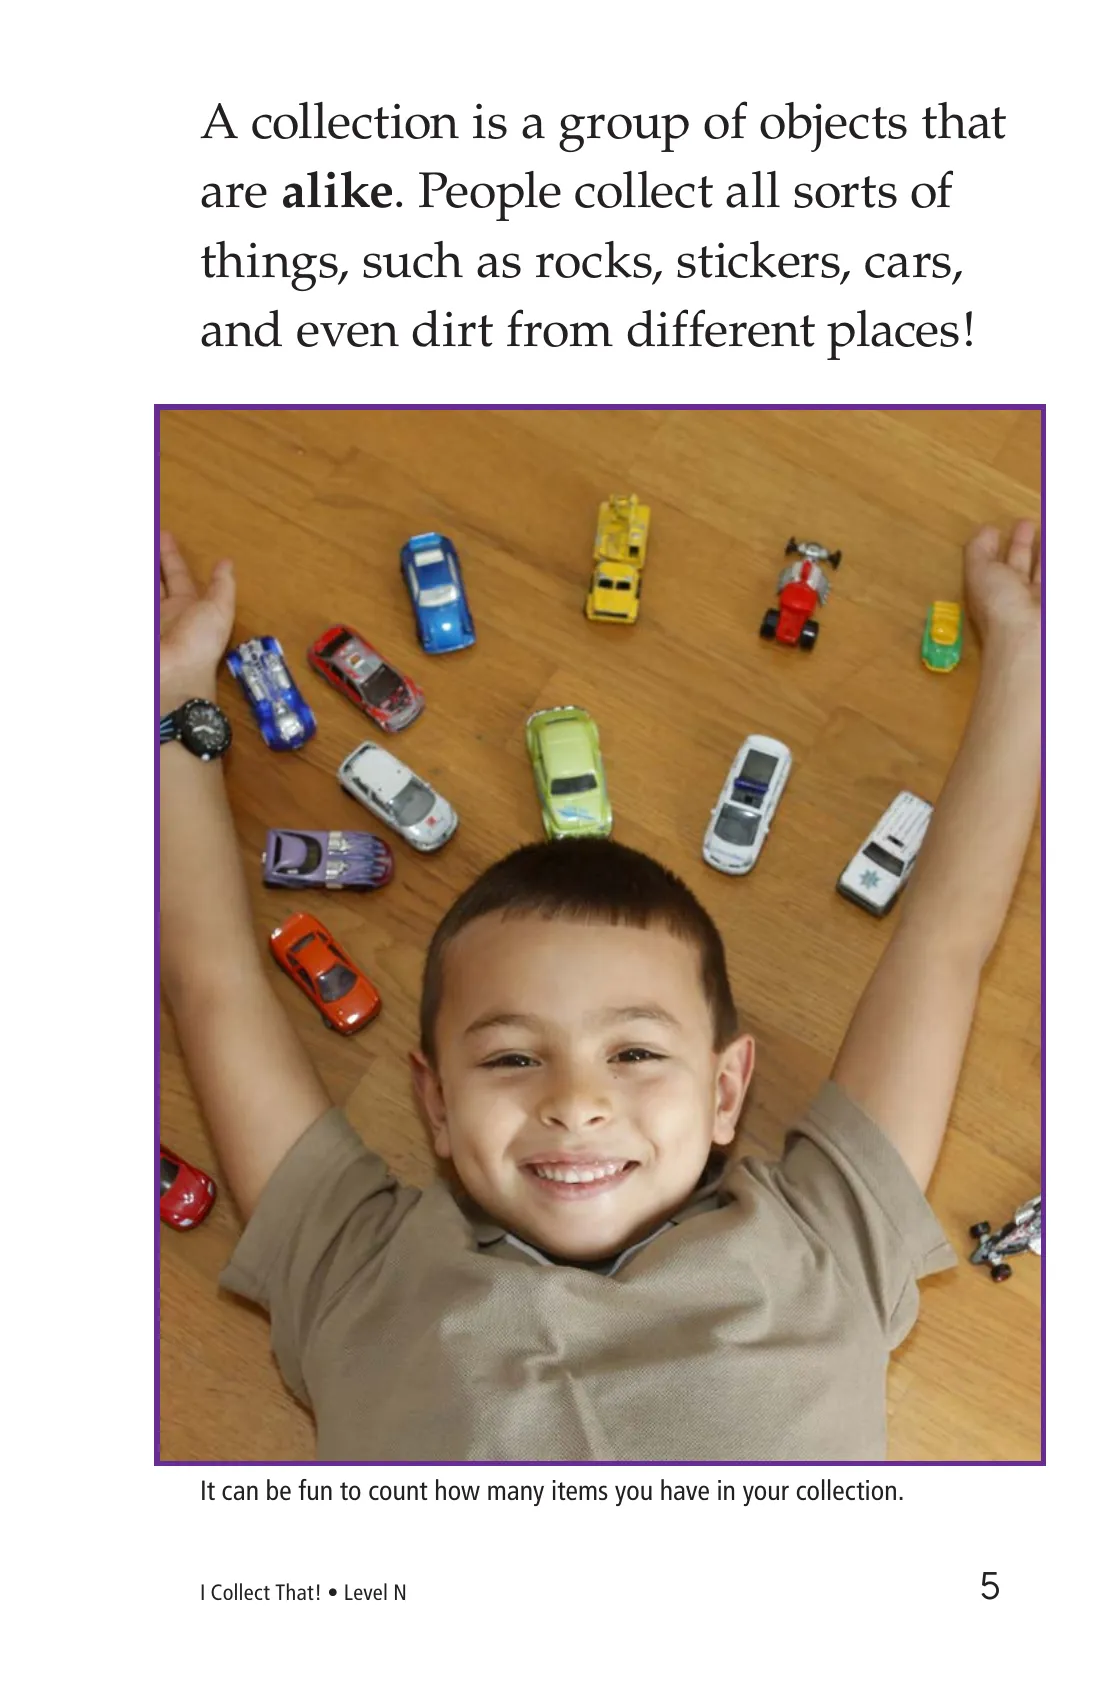 A collection is a group of objects that
are alike. People collect all sorts of
things, such as rocks, stickers, cars,
and even dirt from different places!
It can be fun to count how many items you have in your collection.
I Collect That! • Level N
5